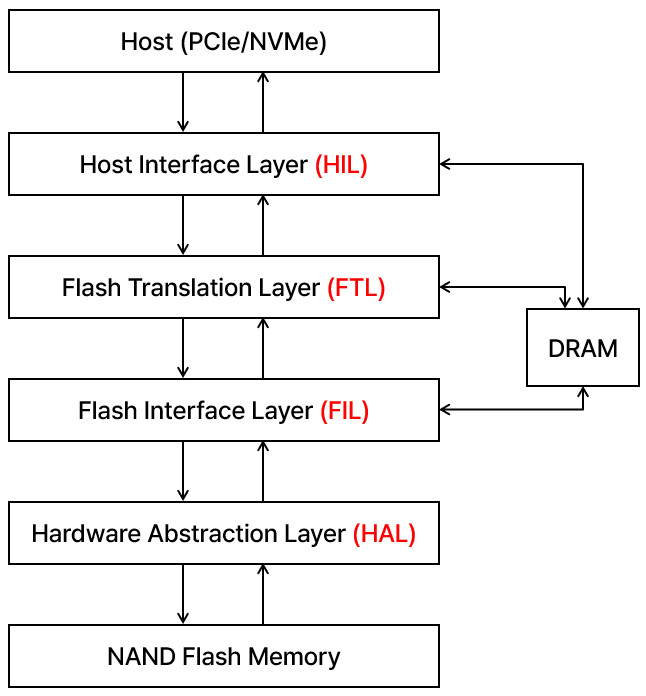 Host (PCIe/NVMe)
Host Interface Layer (HIL)
Flash Translation Layer (FTL)
DRAM
Flash Interface Layer (FIL)
Hardware Abstraction Layer (HAL)
NAND Flash Memory